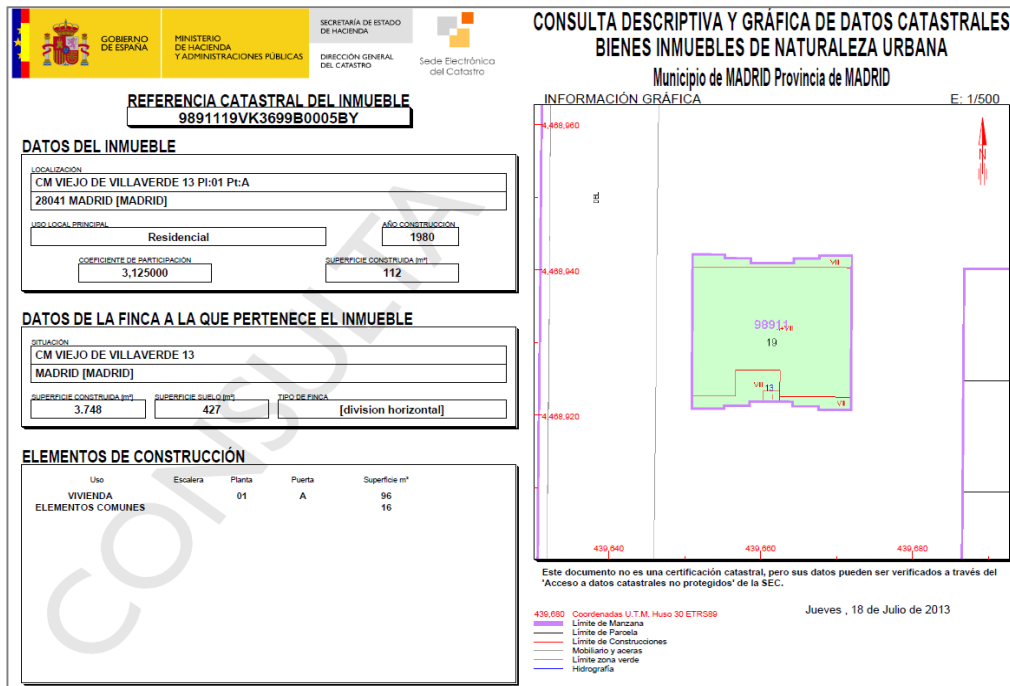 GOBIERNO
DE ESPAÑA
MINISTERIO
DE HACIENDA
Y ADMINISTRACIONES PÚBLICAS
SECRETARÍA DE ESTADO
DE HACIENDA
DIRECCIÓN GENERAL
DEL CATASTRO
Sede Electrónica
del Catastro
CONSULTA DESCRIPTIVA Y GRÁFICA DE DATOS CATASTRALES
BIENES INMUEBLES DE NATURALEZA URBANA
Municipio de MADRID Provincia de MADRID
REFERENCIA CATASTRAL DEL INMUEBLE
9891119VK3699B0005BY
DATOS DEL INMUEBLE
LOCALIZACIÓN
CM VIEJO DE VILLAVERDE 13 Pl:01 Pt:A
28041 MADRID [MADRID]
USO LOCAL PRINCIPAL AÑO CONSTRUCCIÓN
Residencial 1980
COEFICIENTE DE PARTICIPACIÓN SUPERFICIE CONSTRUIDA [m²]
3,125000 112
DATOS DE LA FINCA A LA QUE PERTENECE EL INMUEBLE
SITUACIÓN
CM VIEJO DE VILLAVERDE 13
MADRID [MADRID]
SUPERFICIE CONSTRUIDA [m²] SUPERFICIE SUELO [m²] TIPO DE FINCA
3.748 427 [division horizontal]
ELEMENTOS DE CONSTRUCCIÓN
Uso Escalera Planta Puerta Superficie m²
VIVIENDA 01 A 96
ELEMENTOS COMUNES 16
CONSULTA
INFORMACIÓN GRÁFICA E: 1/500
4,468,960
N
DEL
4,468,940
VIII
98911
19
VIII
13
I
VII
4,468,920
439,640 439,660 439,680
Este documento no es una certificación catastral, pero sus datos pueden ser verificados a través del
'Acceso a datos catastrales no protegidos' de la SEC.
Jueves , 18 de Julio de 2013
439,680 Coordenadas U.T.M. Huso 30 ETRS89
Límite de Manzana
Límite de Parcela
Límite de Construcciones
Mobiliario y aceras
Límite zona verde
Hidrografía